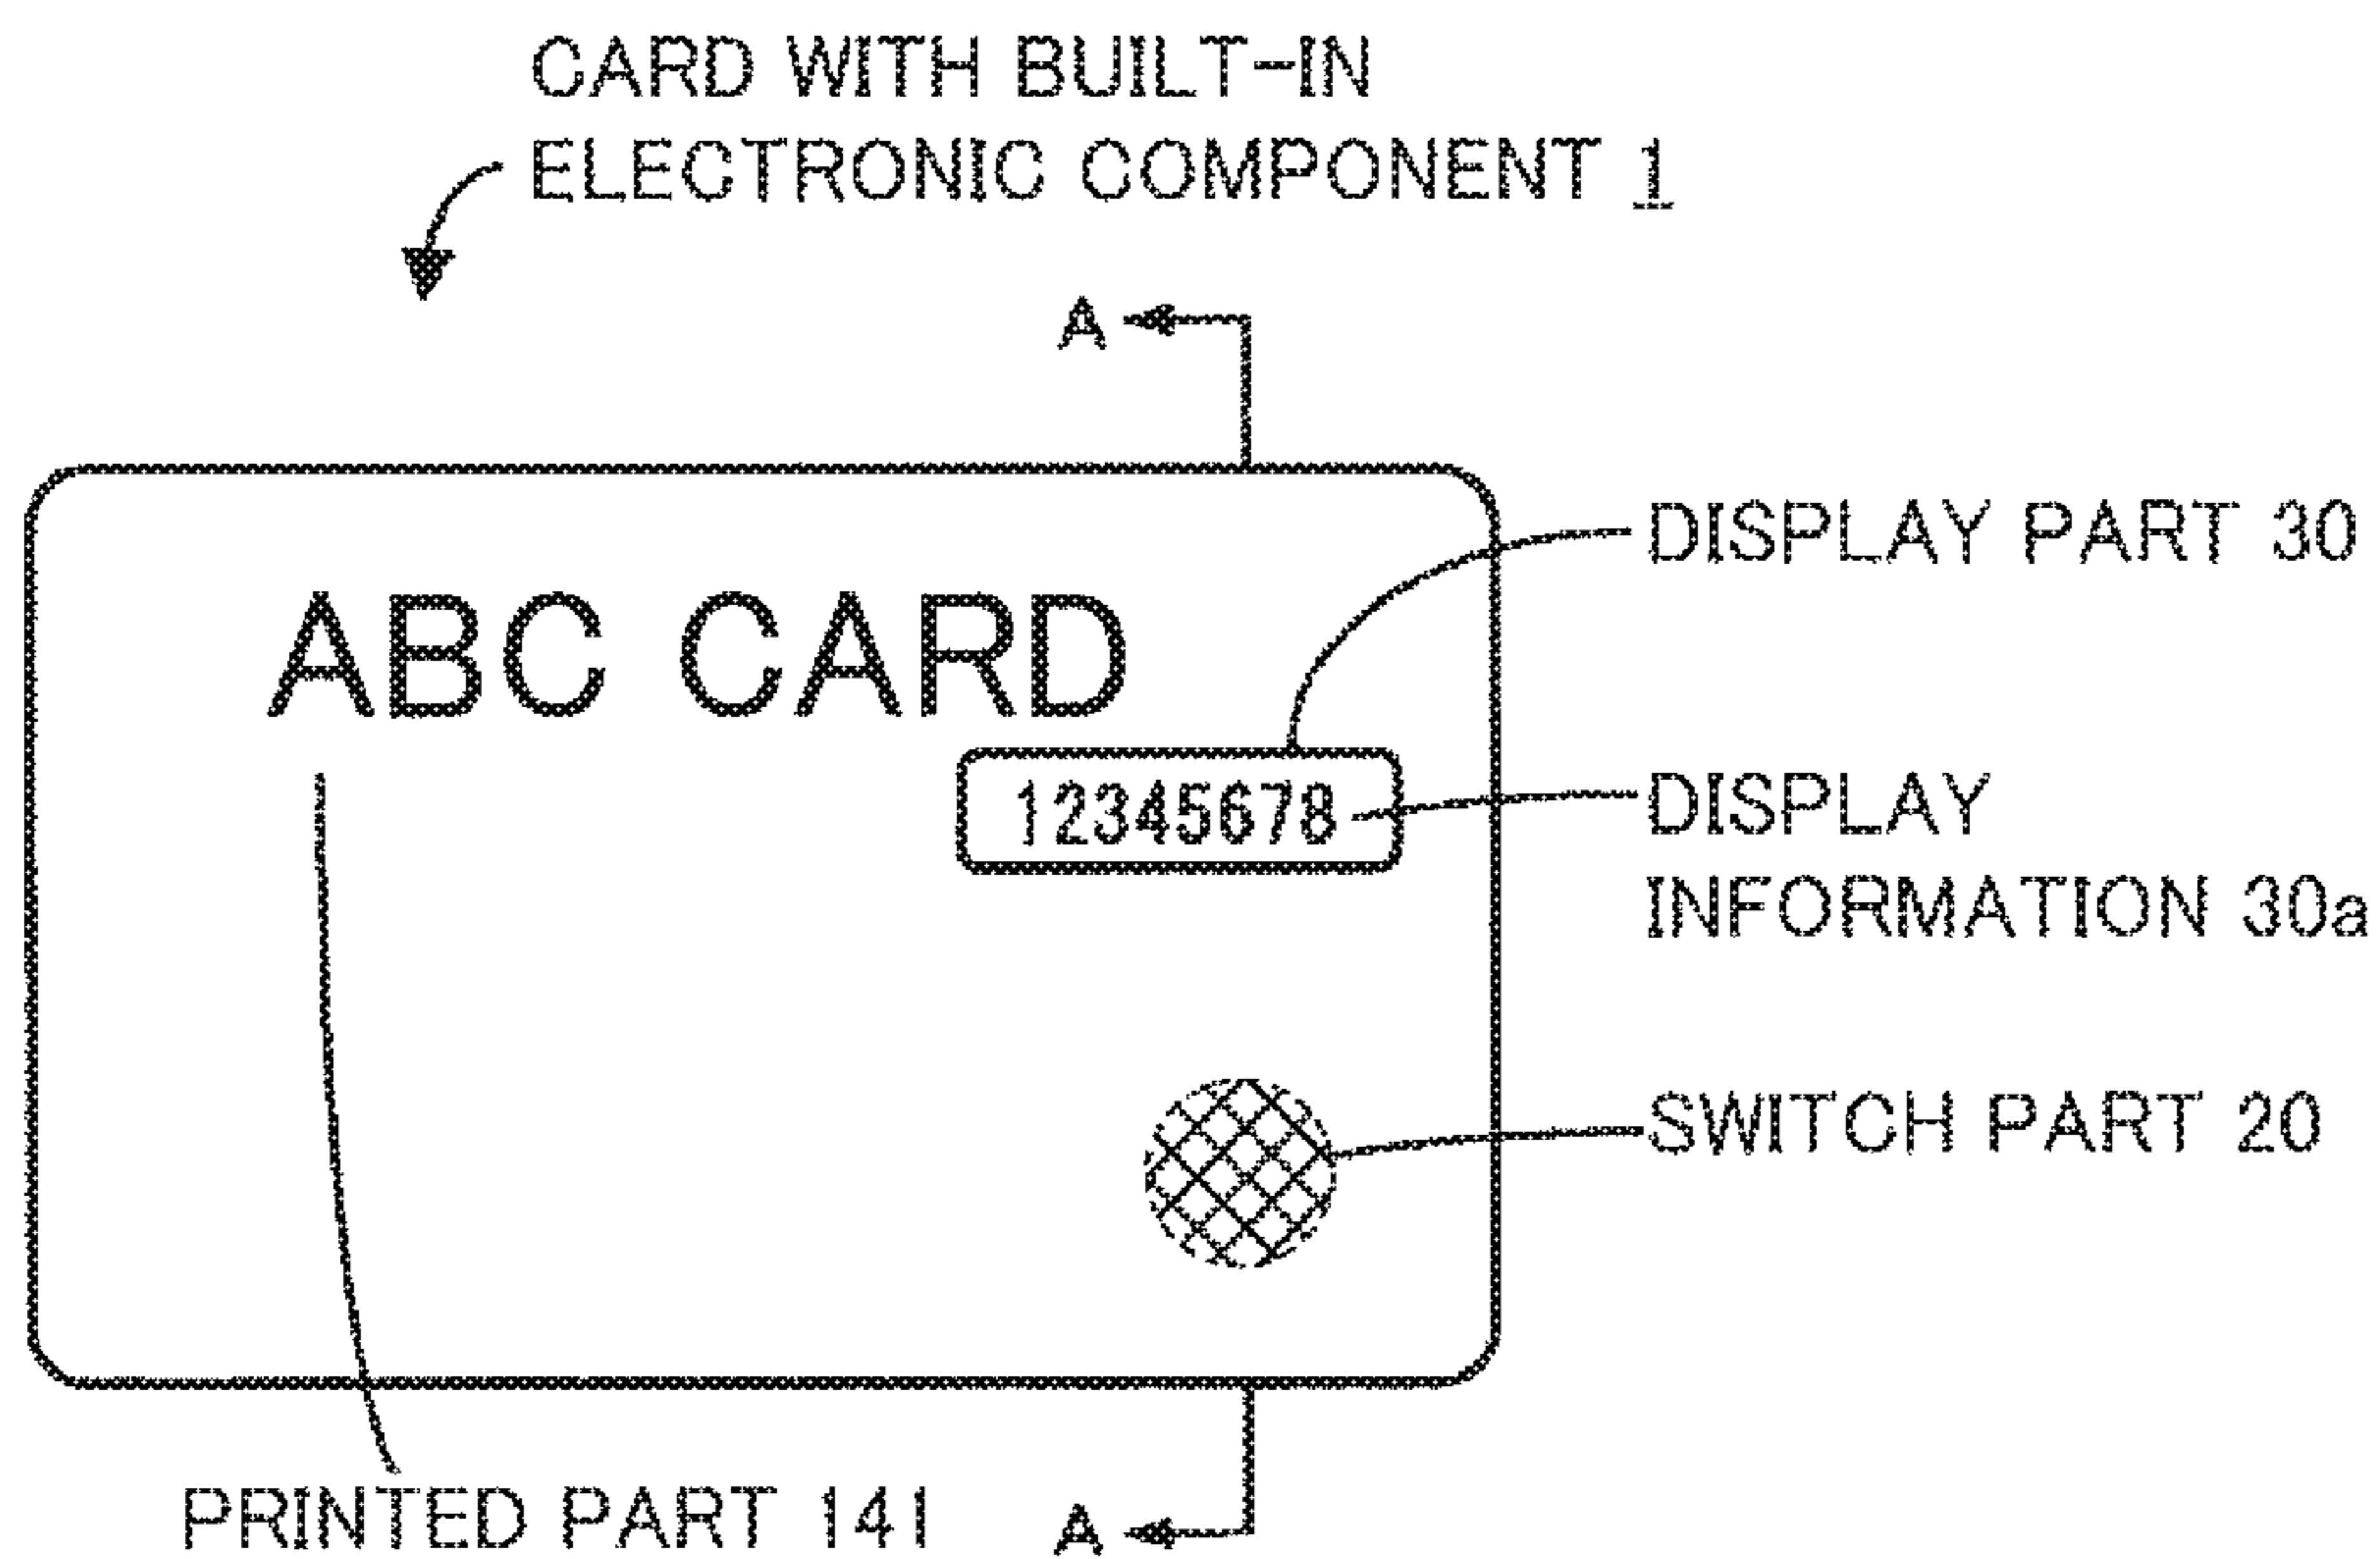 CARD WITH BUILT-IN
ELECTRONIC COMPONENT 1
A
DISPLAY PART 30
ABC CARD
12345678
DISPLAY
INFORMATION 30a
SWITCH PART 20
PRINTED PART 141
A